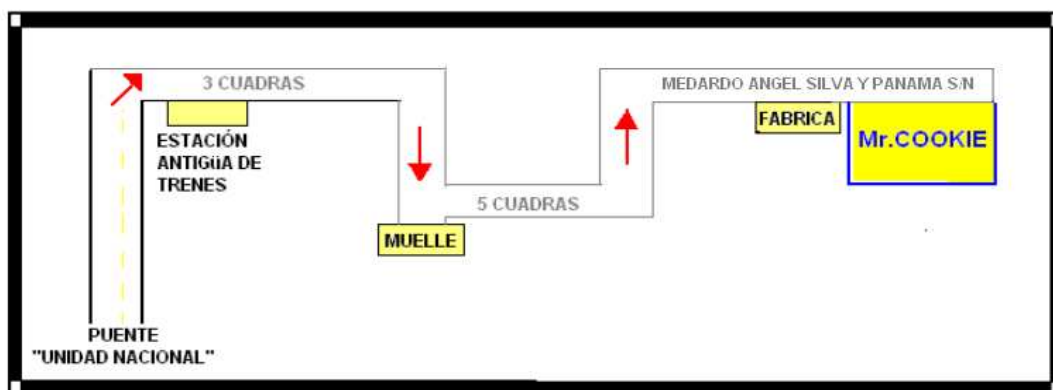 3 CUADRAS
MEDARDO ANGEL SILVA Y PANAMA S/N
ESTACIÓN
ANTIGüA DE
TRENES
FABRICA
Mr.COOKIE
5 CUADRAS
MUELLE
PUENTE
"UNIDAD NACIONAL"